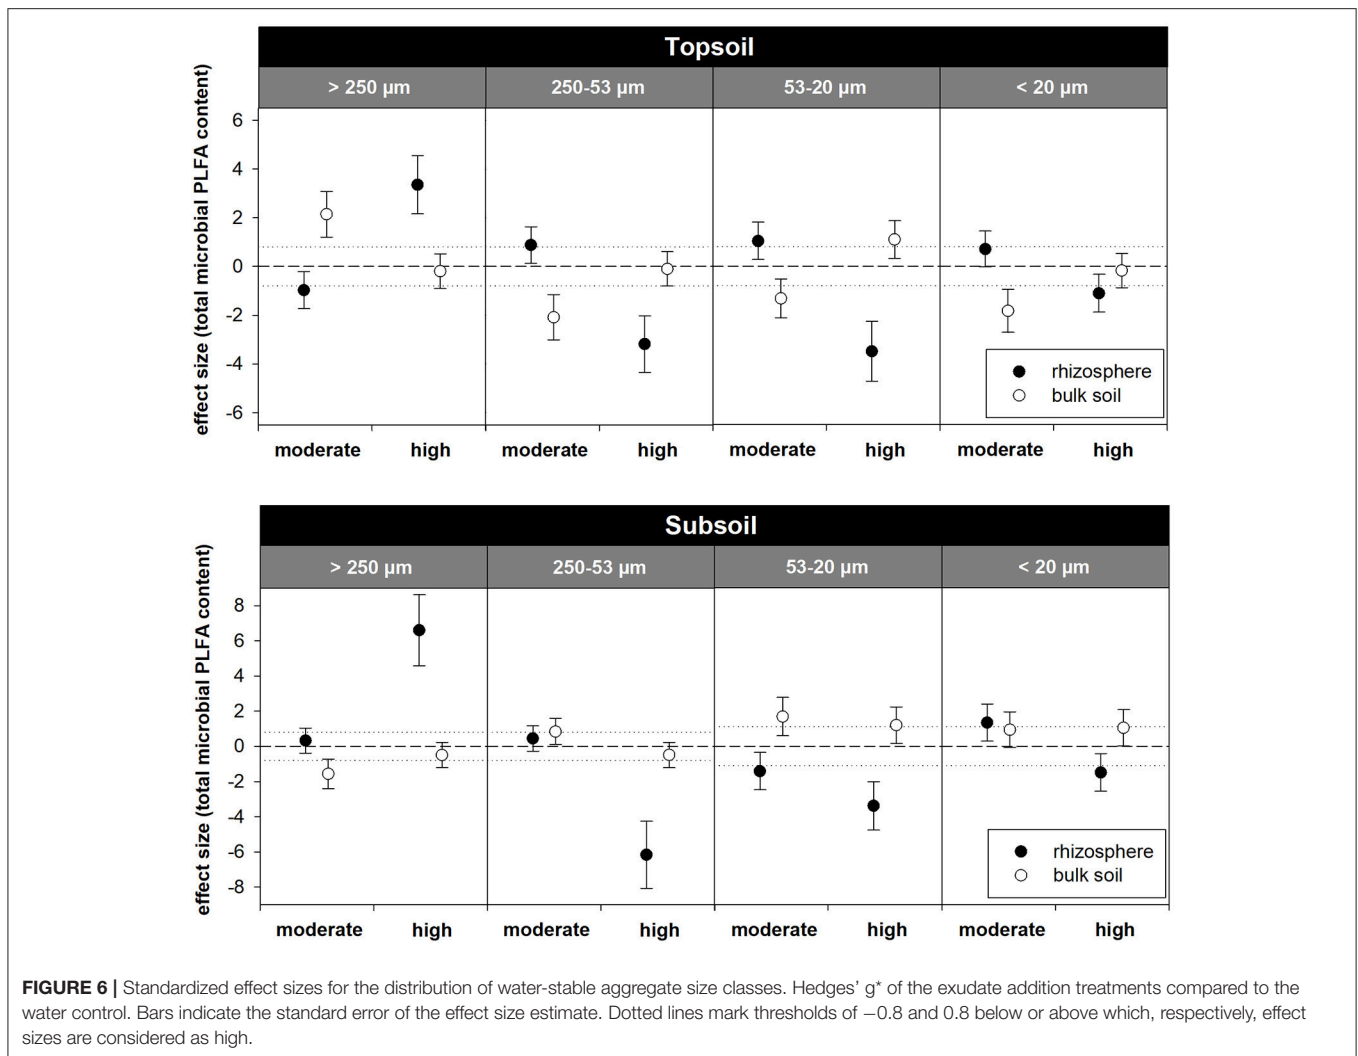 Topsoil
> 250 µm
250-53 µm
53-20 µm
< 20 µm
effect size (total microbial PLFA content)
6
4
2
0
-2
-4
-6
rhizosphere
bulk soil
moderate
high
moderate
high
moderate
high
moderate
high
Subsoil
> 250 µm
250-53 µm
53-20 µm
< 20 µm
effect size (total microbial PLFA content)
8
6
4
2
0
-2
-4
-6
-8
rhizosphere
bulk soil
moderate
high
moderate
high
moderate
high
moderate
high
FIGURE 6 | Standardized effect sizes for the distribution of water-stable aggregate size classes. Hedges' g* of the exudate addition treatments compared to the
water control. Bars indicate the standard error of the effect size estimate. Dotted lines mark thresholds of −0.8 and 0.8 below or above which, respectively, effect
sizes are considered as high.